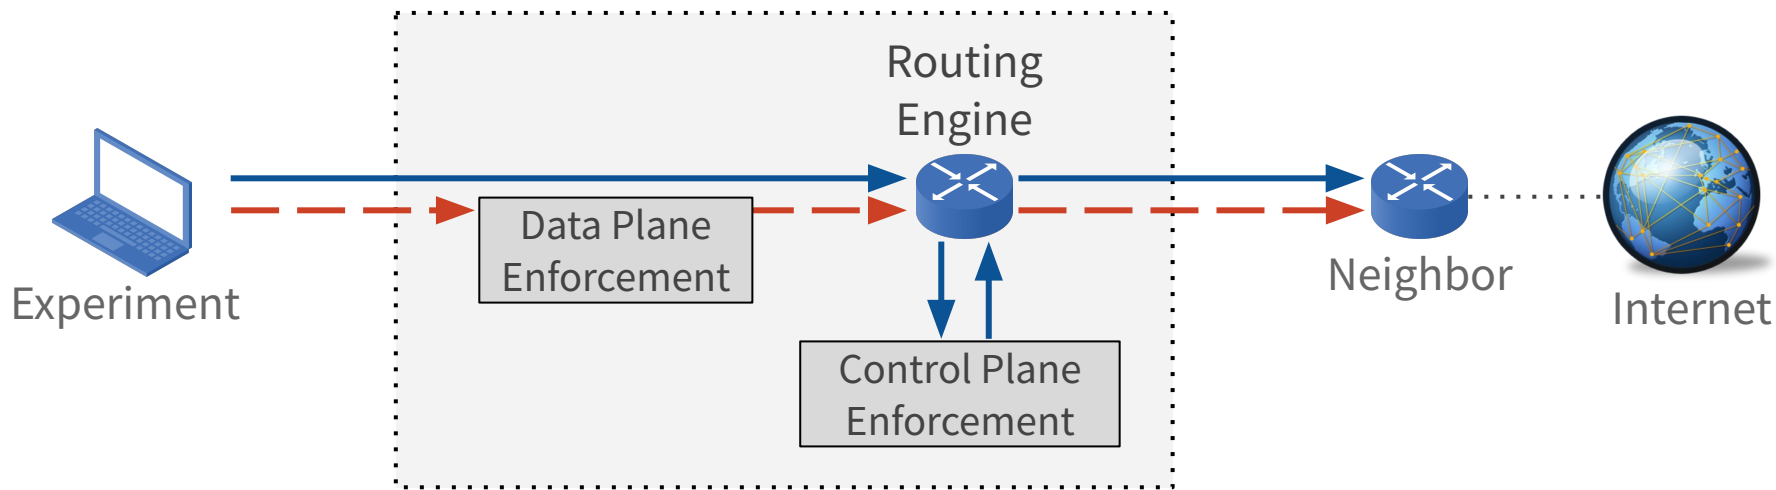 Routing
Engine
Experiment
Data Plane
Enforcement
Control Plane
Enforcement
Neighbor
Internet